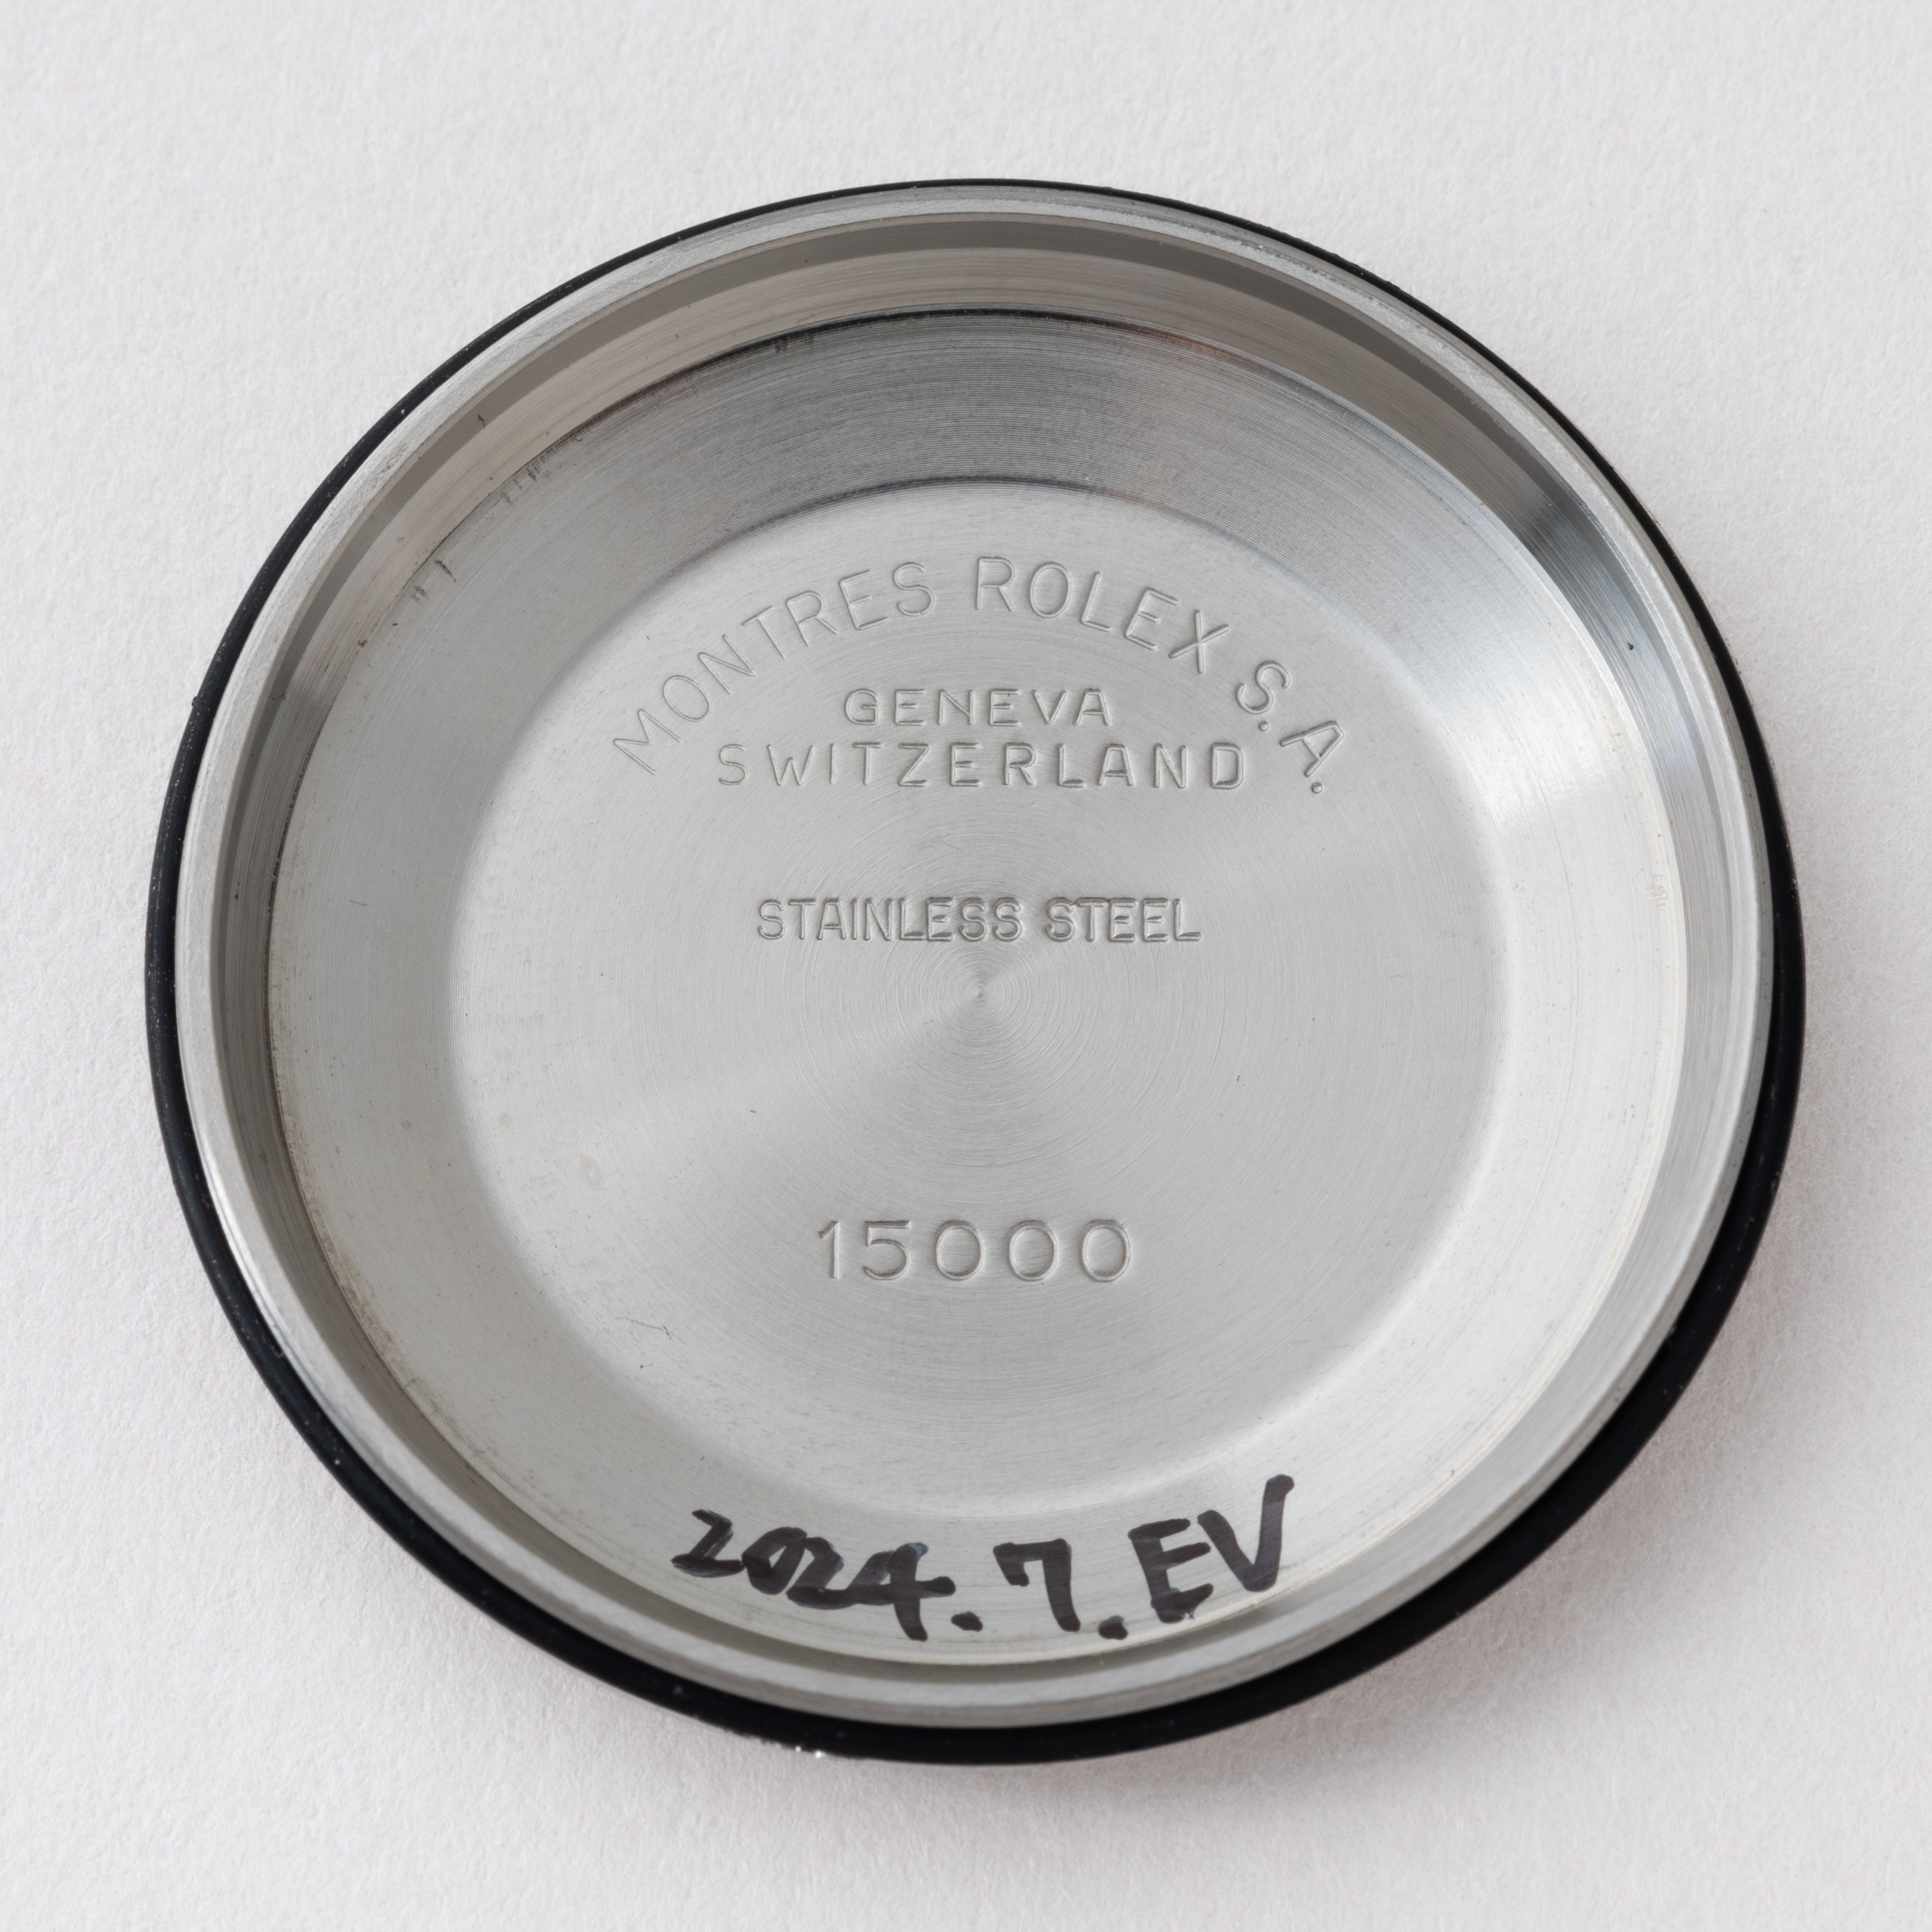 MONTRES ROLEX S.A.
GENEVA
SWITZERLAND
STAINLESS STEEL
15000
2024.7.EV